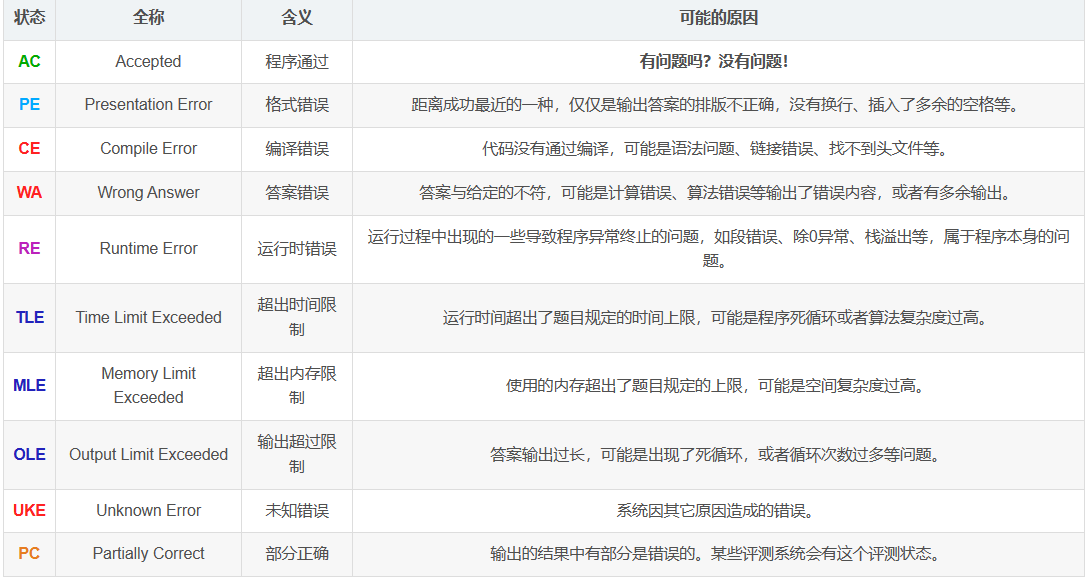 状态 全称 含义 可能的原因
AC Accepted 程序通过 有问题吗？没有问题！
PE Presentation Error 格式错误 距离成功最近的一种，仅仅是输出答案的排版不正确，没有换行、插入了多余的空格等。
CE Compile Error 编译错误 代码没有通过编译，可能是语法问题、链接错误、找不到头文件等。
WA Wrong Answer 答案错误 答案与给定的不符，可能是计算错误、算法错误等输出了错误内容，或者有多余输出。
RE Runtime Error 运行时错误 运行过程中出现的一些导致程序异常终止的问题，如段错误、除0异常、栈溢出等，属于程序本身的问
题。
TLE Time Limit Exceeded 超出时间限
制 运行时间超出了题目规定的时间上限，可能是程序死循环或者算法复杂度过高。
MLE Memory Limit
Exceeded 超出内存限
制 使用的内存超出了题目规定的上限，可能是空间复杂度过高。
OLE Output Limit Exceeded 输出超过限
制 答案输出过长，可能是出现了死循环，或者循环次数过多等问题。
UKE Unknown Error 未知错误 系统因其它原因造成的错误。
PC Partially Correct 部分正确 输出的结果中有部分是错误的。某些评测系统会有这个评测状态。